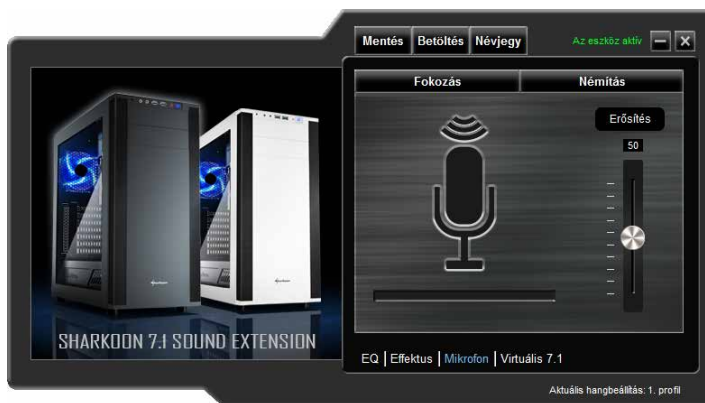 Mentés Betöltés Névjegy Az eszköz aktív
Fokozás Némítás
Erősítés
50
SHARKOON 7.1 SOUND EXTENSION
EQ Effektus Mikrofon Virtuális 7.1
Aktuális hangbeállítás: 1. profil